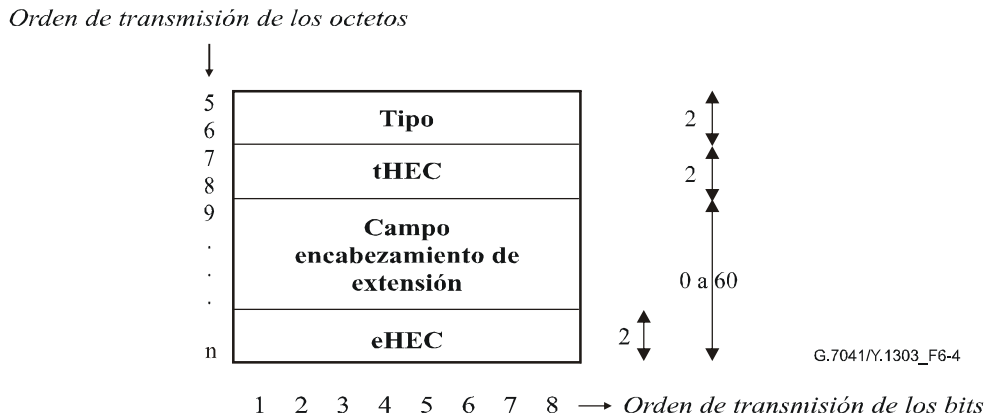 Orden de transmisión de los octetos
5
6
Tipo
2
7
8
tHEC
2
9
.
.
.
Campo
encabezamiento de
extensión
0 a 60
n
eHEC
2
G.7041/Y.1303_F6-4
1 2 3 4 5 6 7 8 → Orden de transmisión de los bits